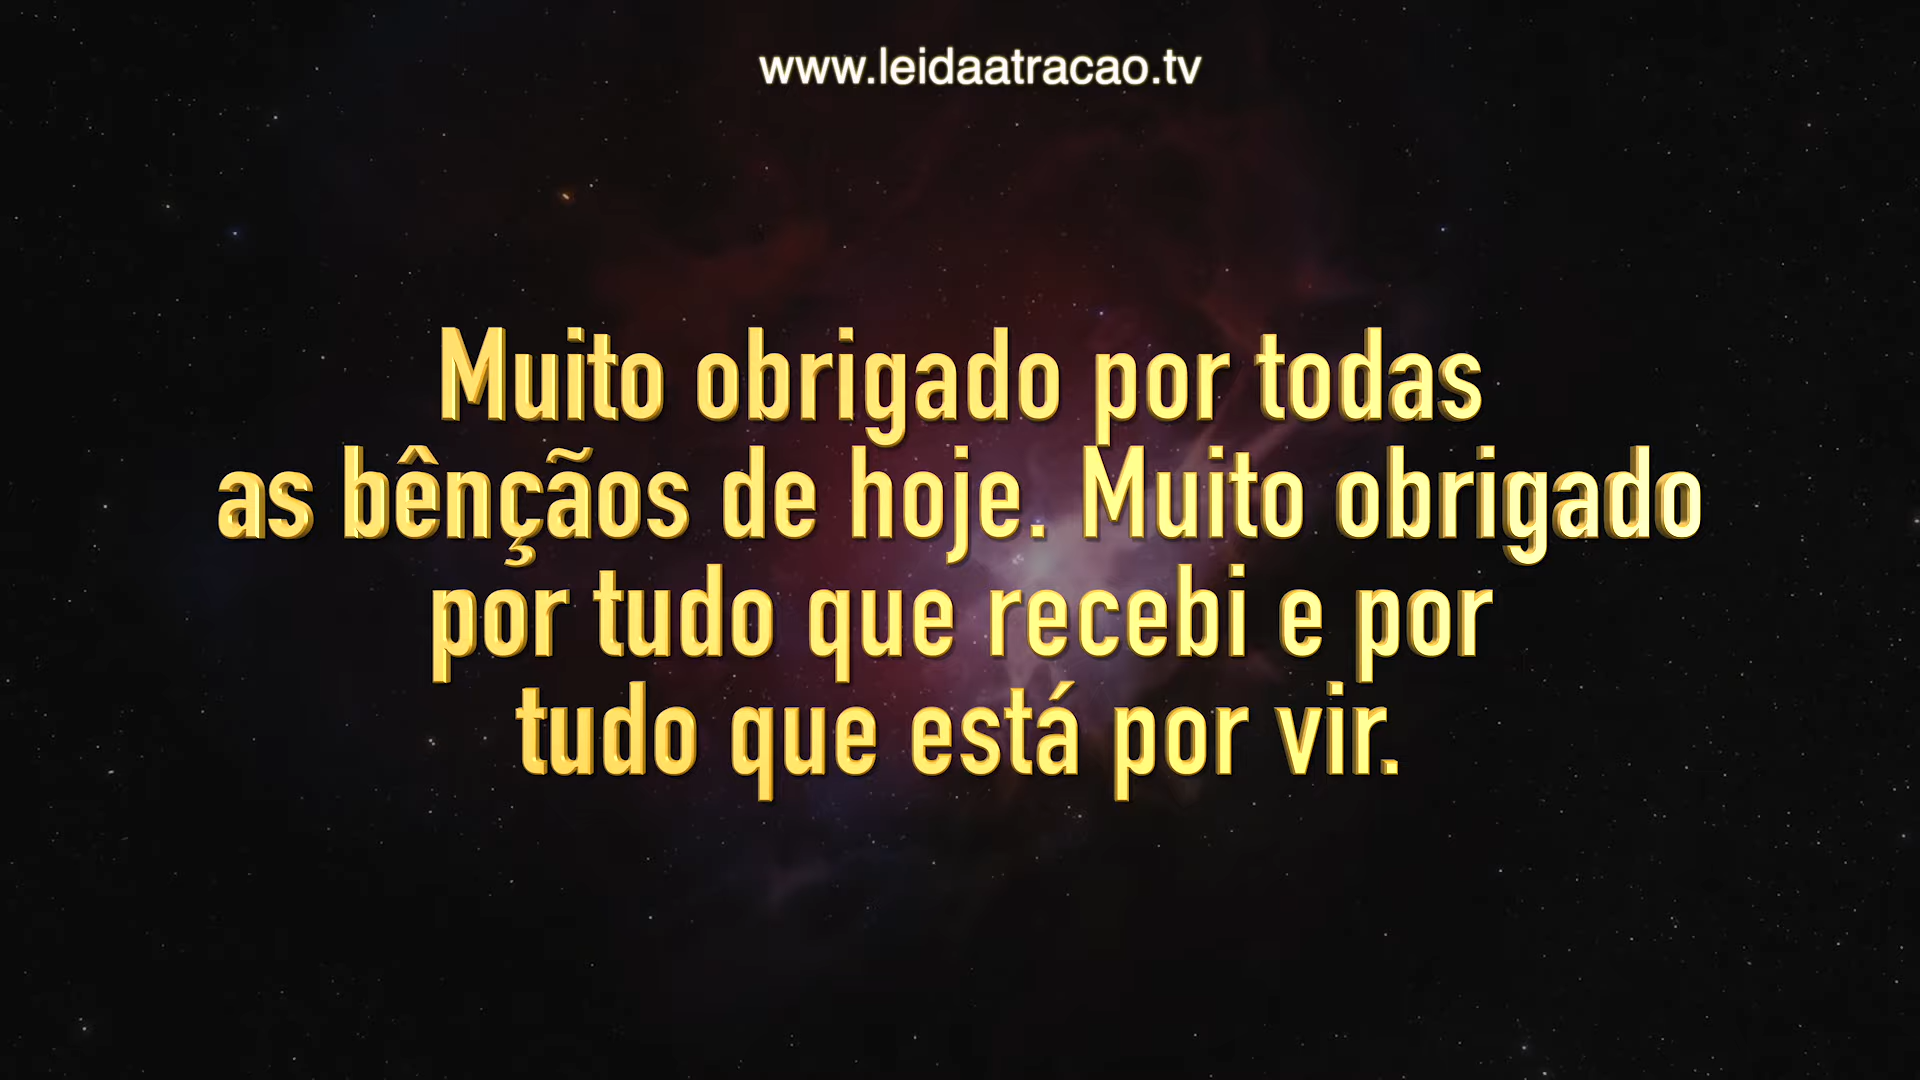 www.leidaatracao.tv
Muito obrigado por todas
as bênçãos de hoje. Muito obrigado
por tudo que recebi e por
tudo que está por vir.